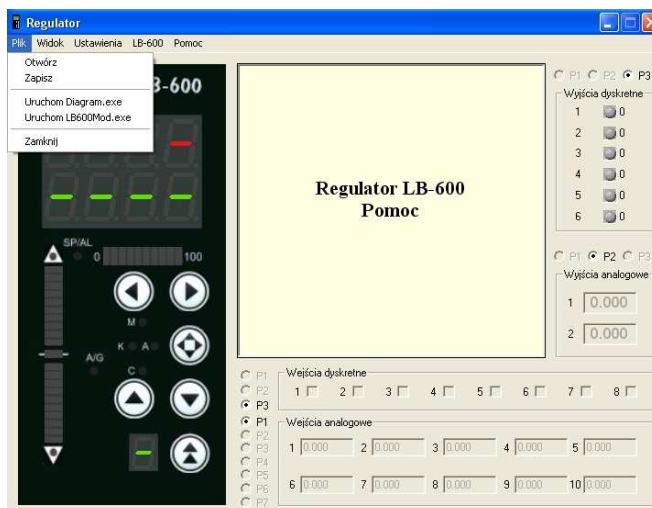 Regulator
Plik Widok Ustawienia LB-600 Pomoc
Otwórz
Zapisz
Uruchom Diagram.exe
Uruchom LB600Mod.exe
Zamknij
B-600
SP/AL
0 100
M
K A
A/G
C
Regulator LB-600
Pomoc
P1 P2 P3
Wyjścia dyskretne
1 0
2 0
3 0
4 0
5 0
6 0
P1 P2 P3
Wyjścia analogowe
1 0.000
2 0.000
P1
P2
P3
Wejścia dyskretne
1 2 3 4 5 6 7 8
P1
P2
P3
P4
P5
P6
P7
Wejścia analogowe
1 0.000 2 0.000 3 0.000 4 0.000 5 0.000
6 0.000 7 0.000 8 0.000 9 0.000 10 0.000